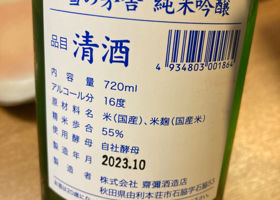 雪の茅舎 純米吟醸
品目 清酒
4 934803 001864
内容量 720ml
アルコール分 16度
原材料名 米(国産)、米麹(国産米)
精米歩合 55%
使用酵母 自社酵母
製造年月 2023.10
製造者 株式会社 齋彌酒造店
秋田県由利本荘市石脇字石脇53